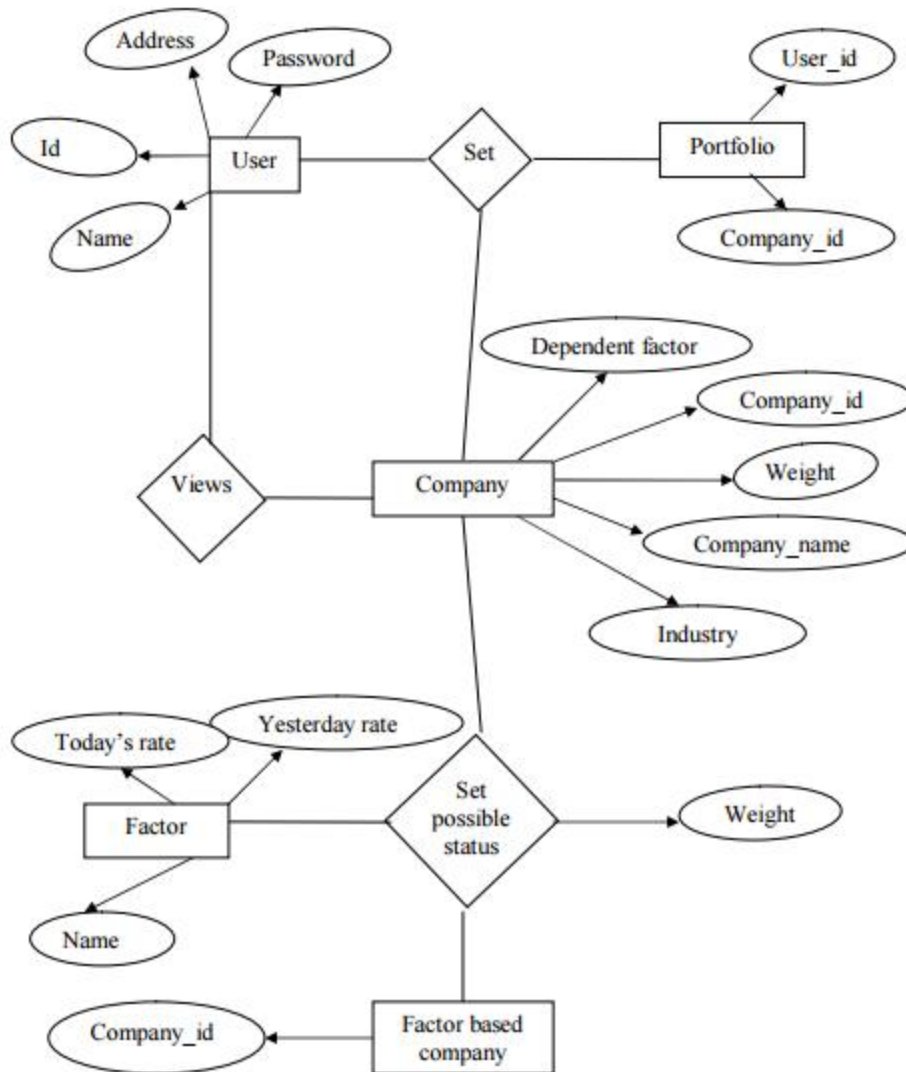 Address
Password
User_id
Id
User
Set
Portfolio
Name
Company_id
Dependent factor
Company_id
Views
Company
Weight
Company_name
Industry
Today’s rate
Yesterday rate
Factor
Set
possible
status
Weight
Name
Company_id
Factor based
company